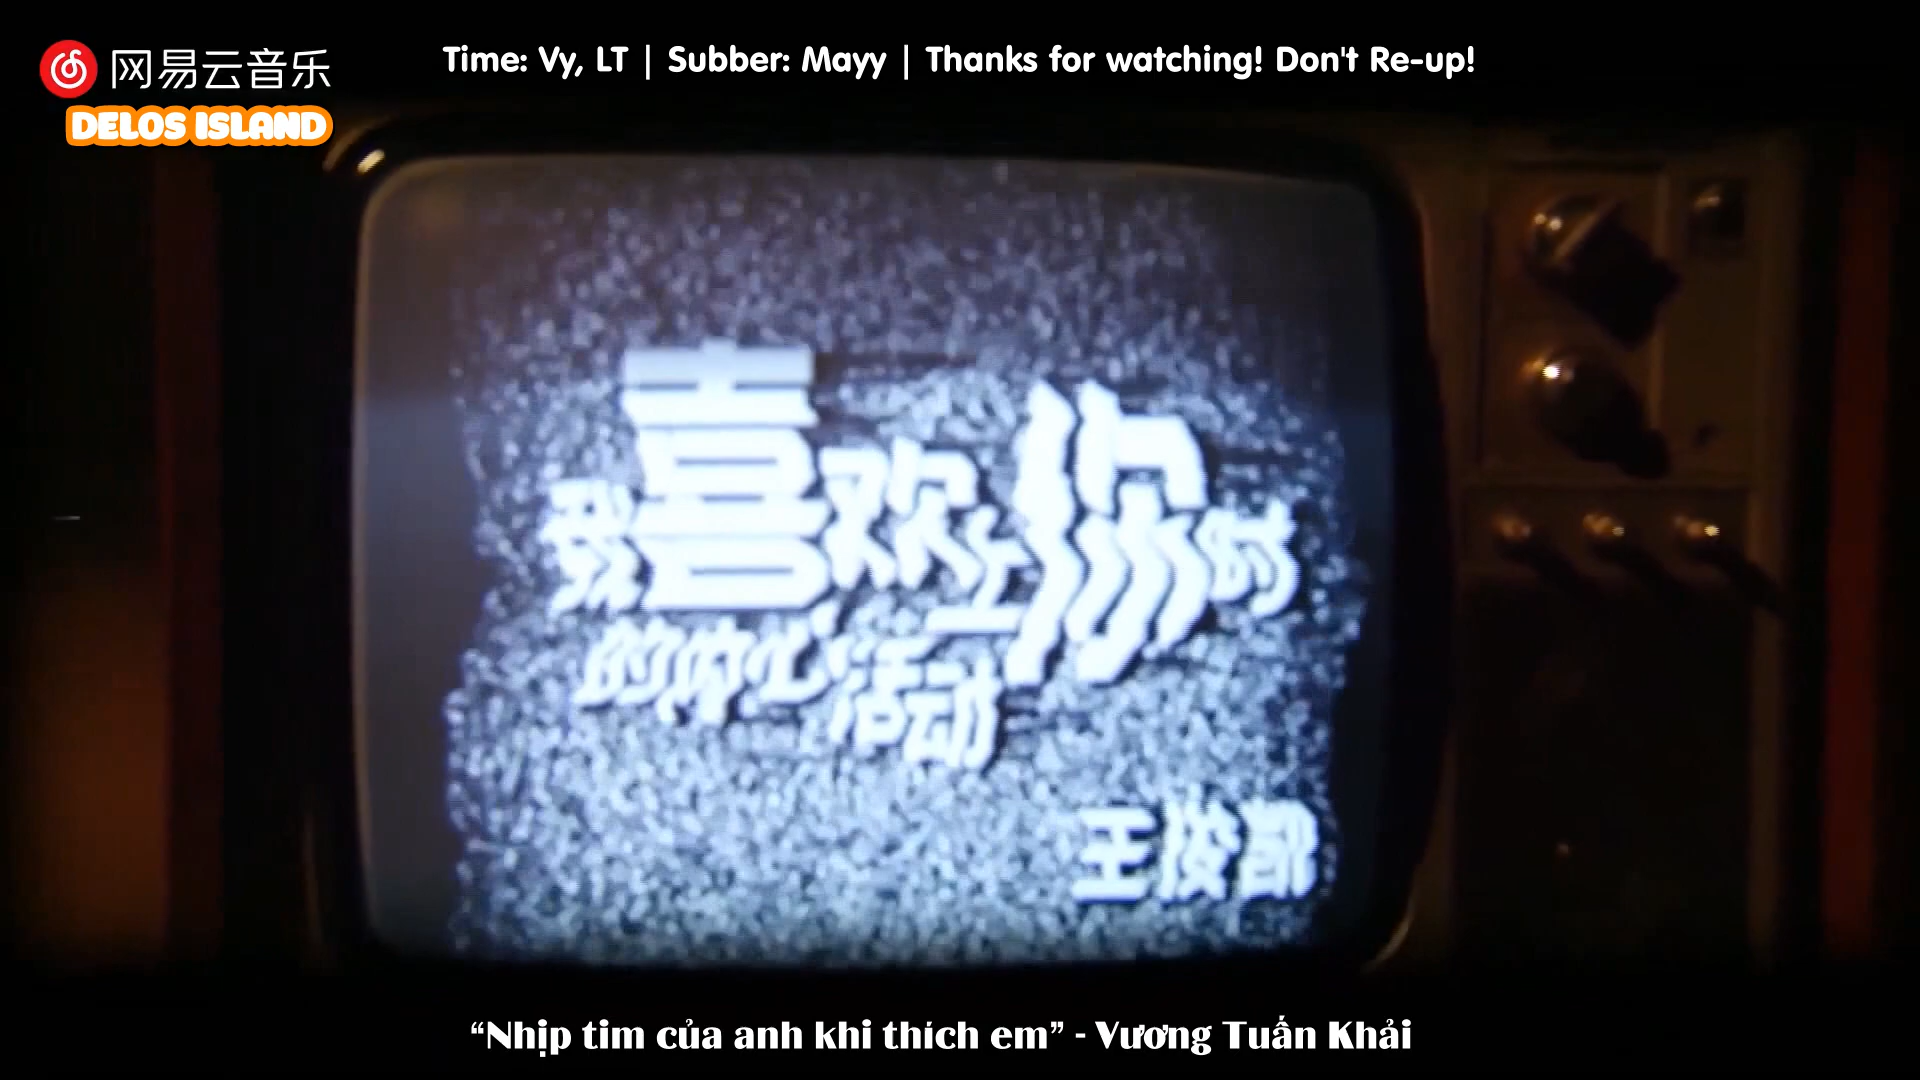 网易云音乐
Time: Vy, LT | Subber: Mayy | Thanks for watching! Don't Re-up!
DELOS ISLAND
我喜欢上你时
的内心活动
王俊凯
“Nhịp tim của anh khi thích em” - Vương Tuấn Khải